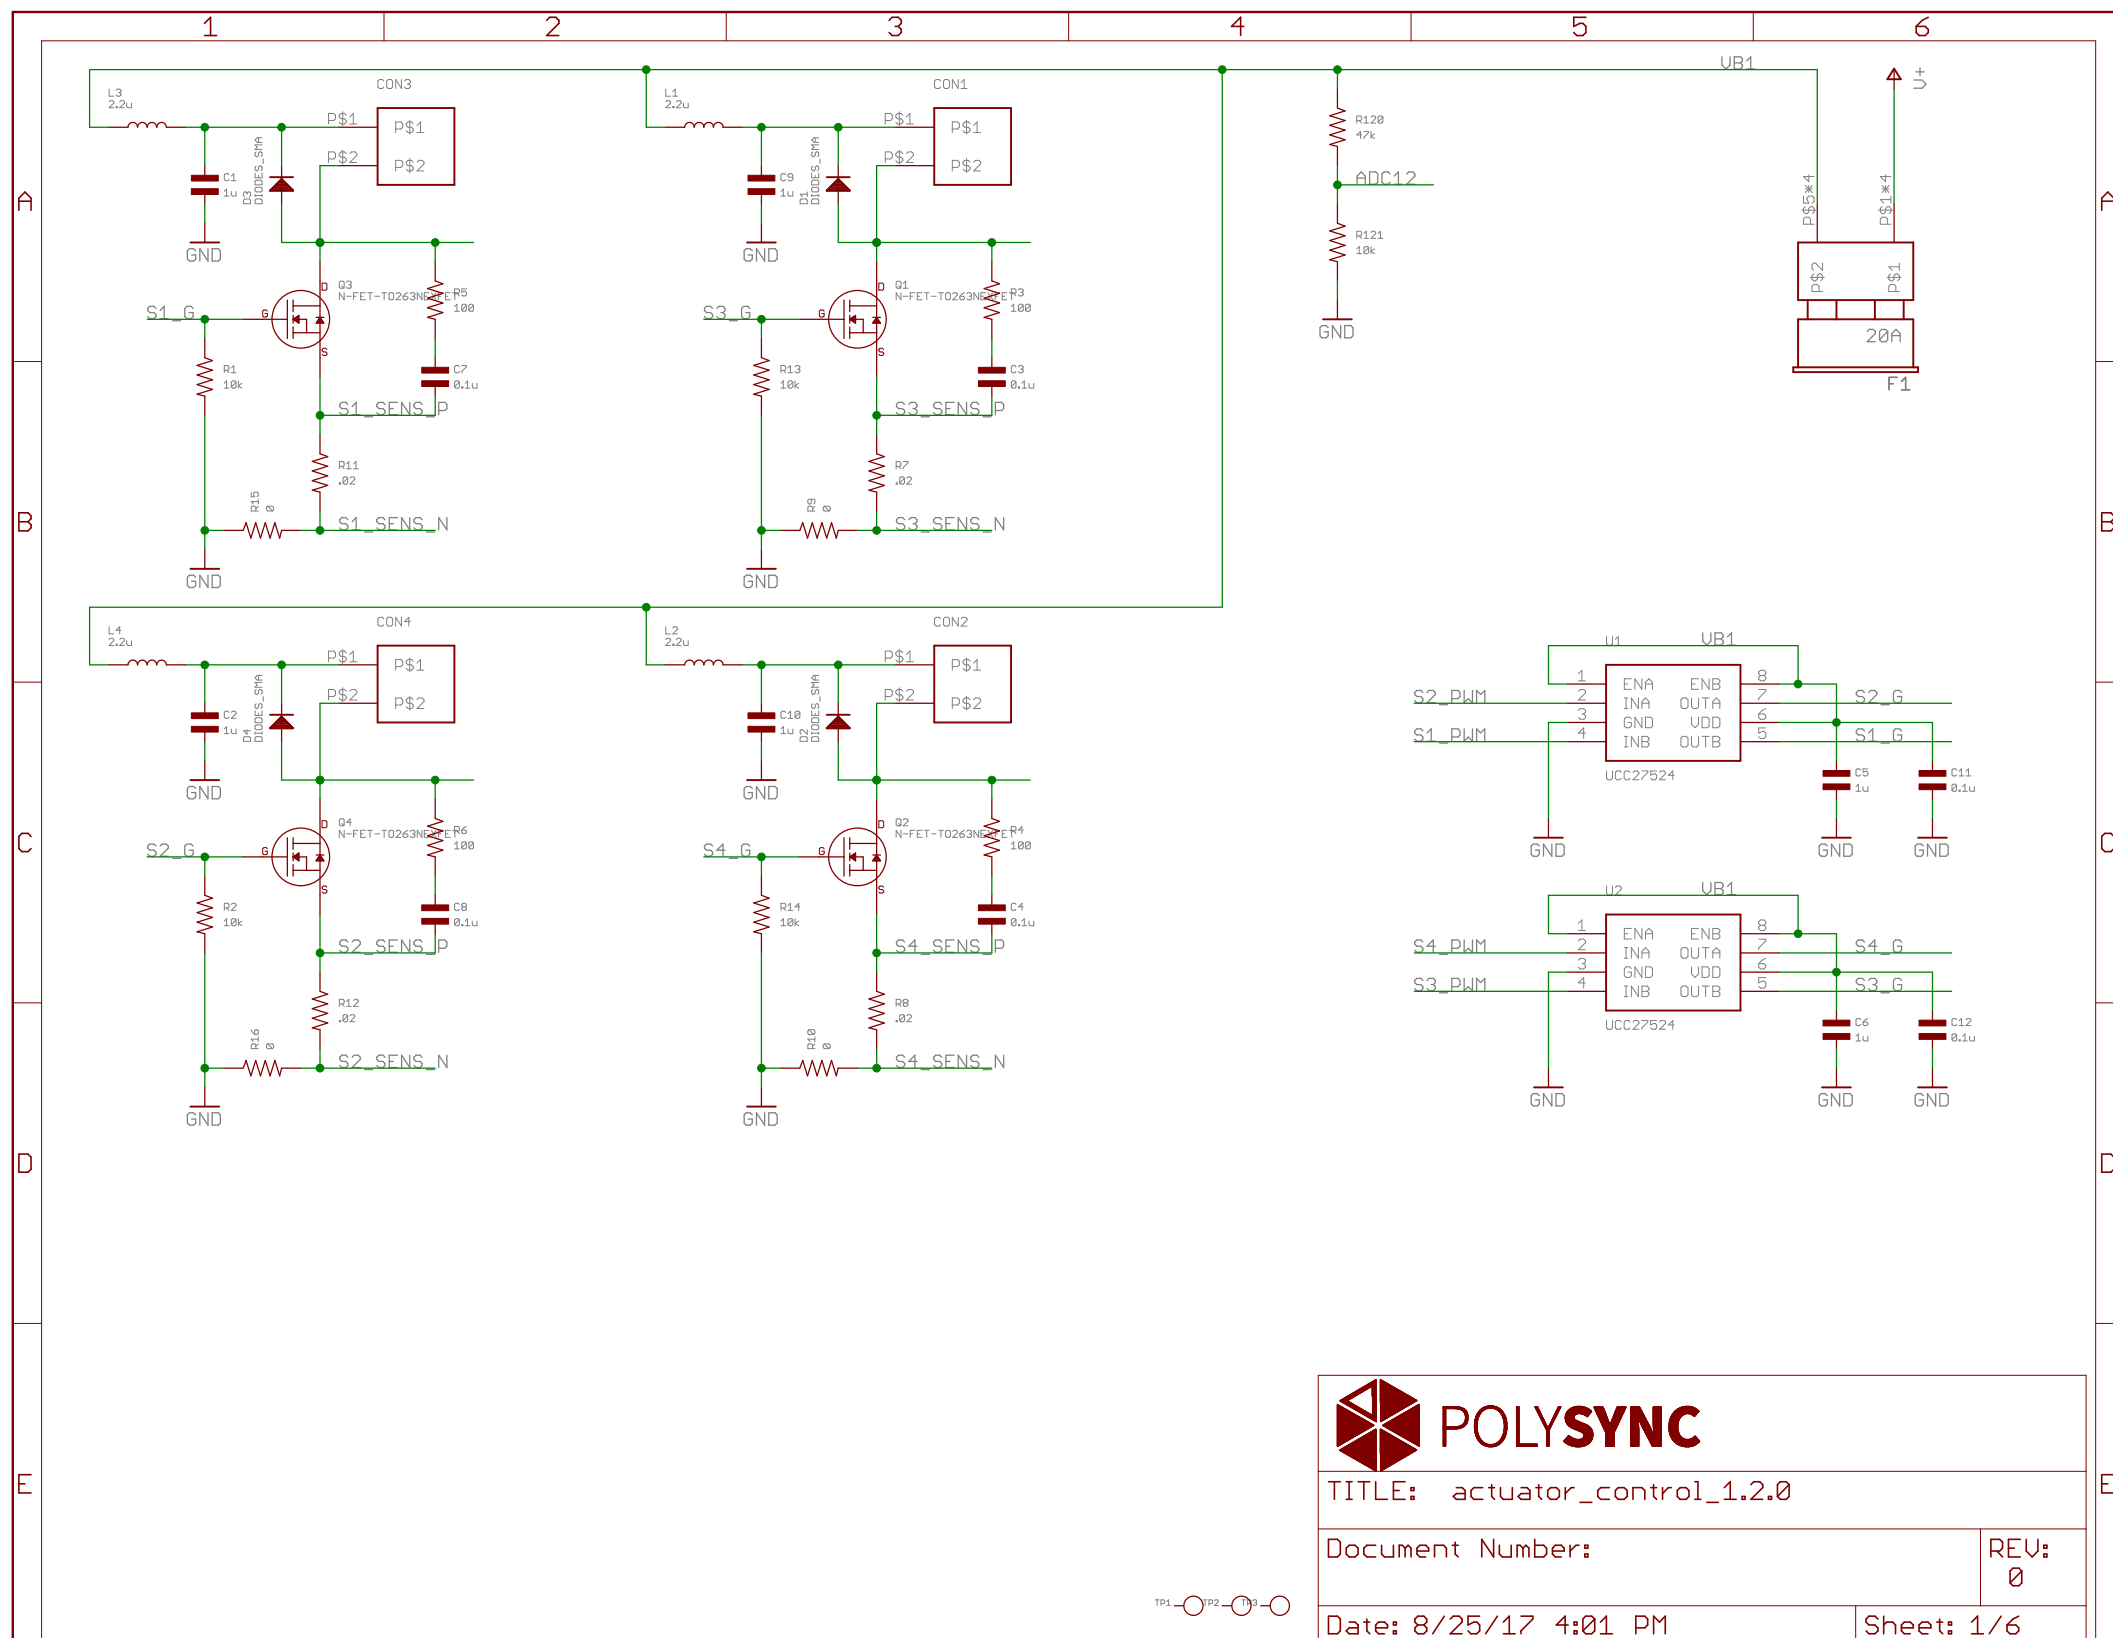 1 2 3 4 5 6
A A
B B
C C
D D
E E
VB1
V+
L3
2.2u
CON3
P$1
P$2
P$1
P$2
C1
1u
D3
DIODES_SMA
GND
Q3
N-FET-TO263NEXFET
D
G
S
S1_G
R5
100
R1
10k
C7
0.1u
S1_SENS_P
R11
.02
R15
0
S1_SENS_N
GND
L1
2.2u
CON1
P$1
P$2
P$1
P$2
C9
1u
D1
DIODES_SMA
GND
Q1
N-FET-TO263NEXFET
D
G
S
S3_G
R3
100
R13
10k
C3
0.1u
S3_SENS_P
R7
.02
R9
0
S3_SENS_N
GND
R120
47k
ADC12
R121
10k
GND
P$5*4
P$1*4
P$2
P$1
20A
F1
L4
2.2u
CON4
P$1
P$2
P$1
P$2
C2
1u
D4
DIODES_SMA
GND
Q4
N-FET-TO263NEXFET
D
G
S
S2_G
R6
100
R2
10k
C8
0.1u
S2_SENS_P
R12
.02
R16
0
S2_SENS_N
GND
L2
2.2u
CON2
P$1
P$2
P$1
P$2
C10
1u
D2
DIODES_SMA
GND
Q2
N-FET-TO263NEXFET
D
G
S
S4_G
R4
100
R14
10k
C4
0.1u
S4_SENS_P
R8
.02
R10
0
S4_SENS_N
GND
U1
VB1
1 ENA ENB 8
S2_PWM 2 INA OUTA 7 S2_G
3 GND VDD 6
S1_PWM 4 INB OUTB 5 S1_G
UCC27524
C5
1u
C11
0.1u
GND GND GND
U2
VB1
1 ENA ENB 8
S4_PWM 2 INA OUTA 7 S4_G
3 GND VDD 6
S3_PWM 4 INB OUTB 5 S3_G
UCC27524
C6
1u
C12
0.1u
GND GND GND
TP1 TP2 TP3
POLYSYNC
TITLE: actuator_control_1.2.0
Document Number:
REV:
0
Date: 8/25/17 4:01 PM
Sheet: 1/6